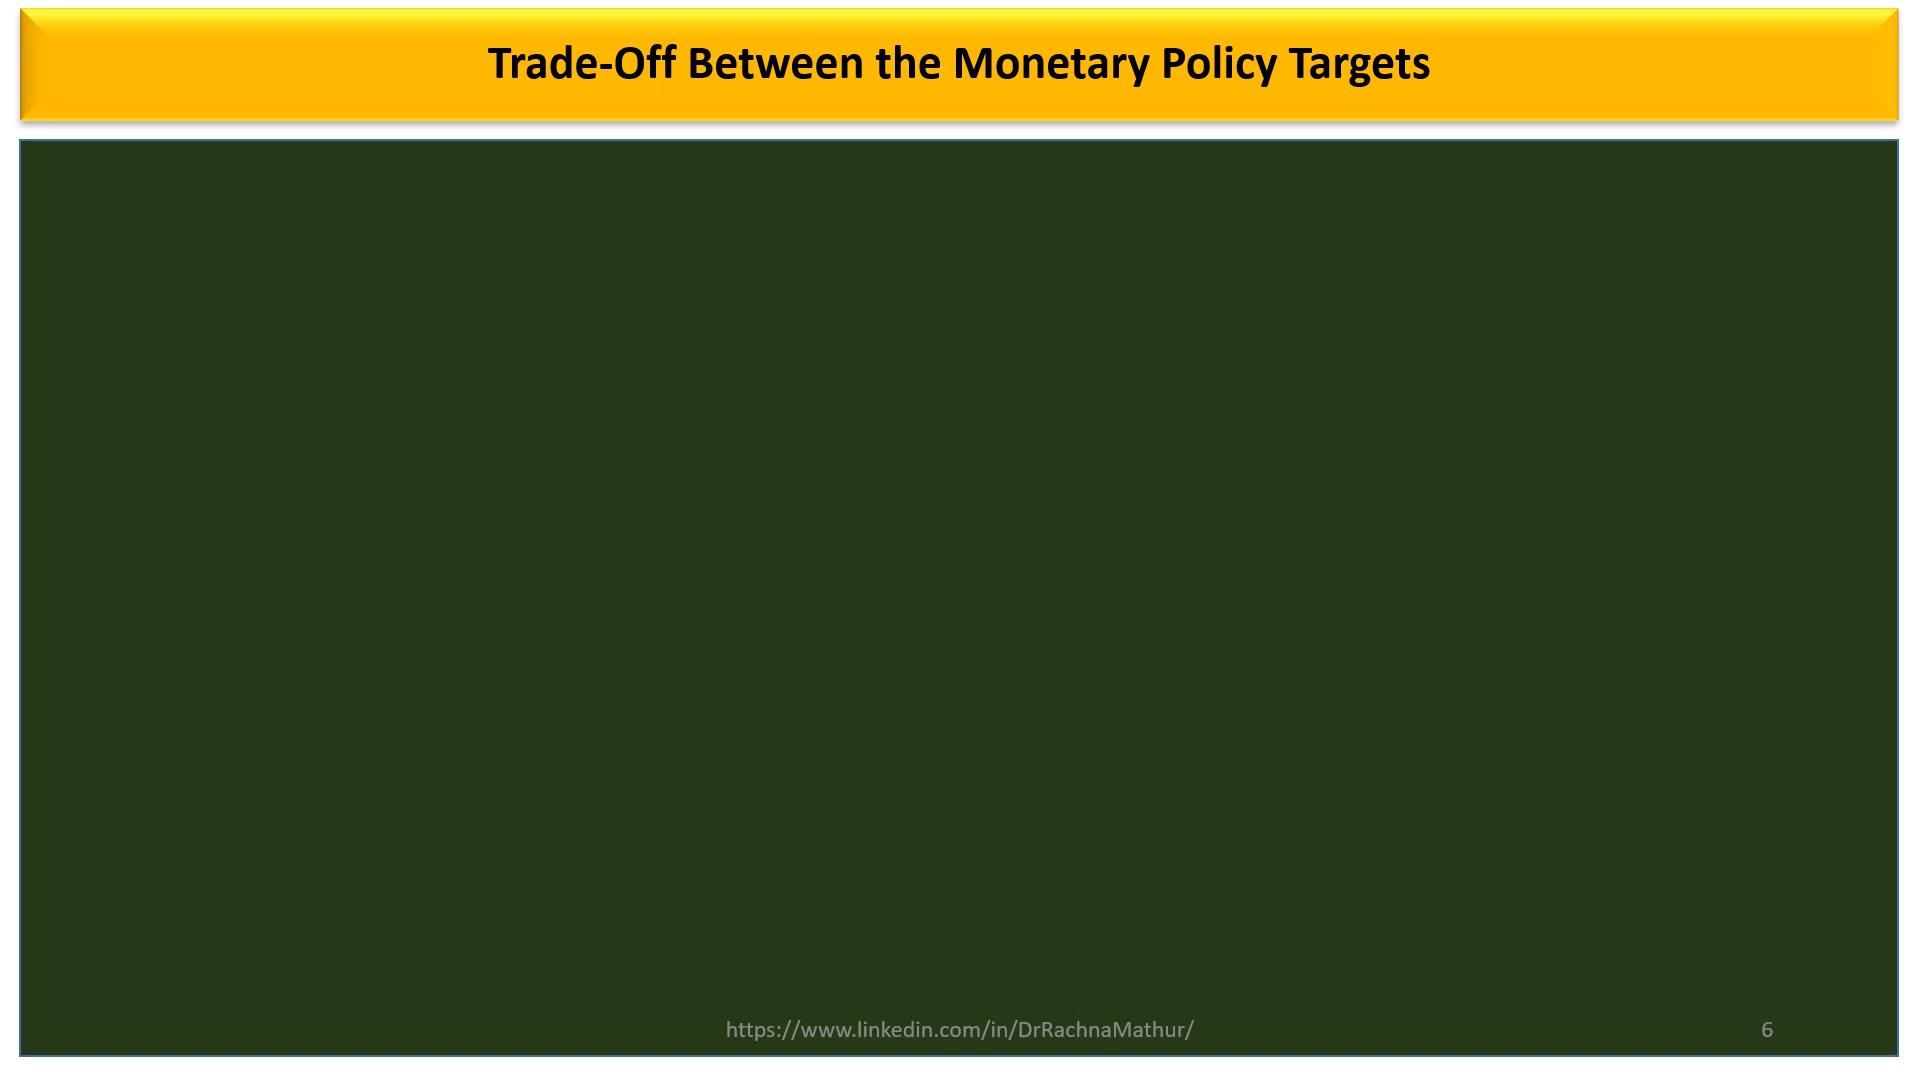 Trade-Off Between the Monetary Policy Targets
https://www.linkedin.com/in/DrRachnaMathur/
6